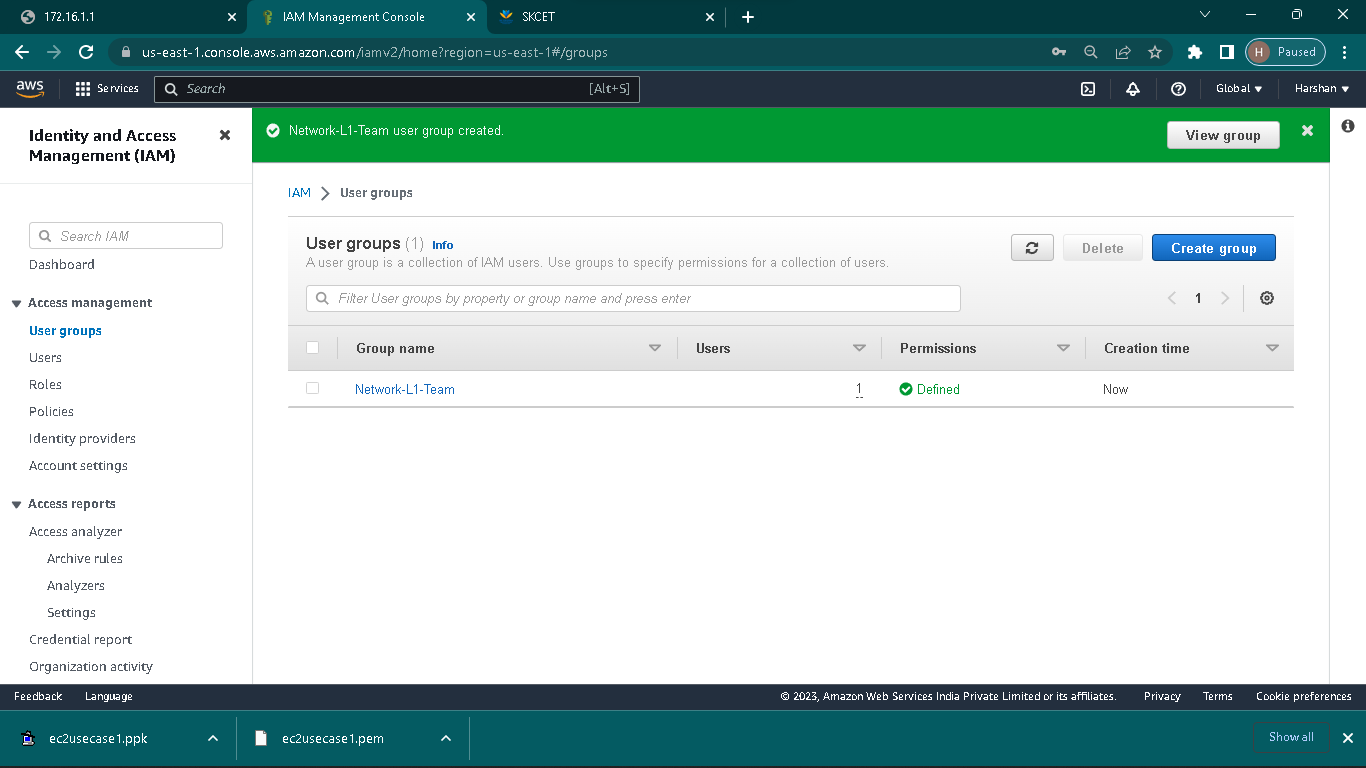 172.16.1.1
IAM Management Console
SKCET
us-east-1.console.aws.amazon.com/iamv2/home?region=us-east-1#/groups
H Paused
aws Services Search [Alt+S] Global Harshan
Identity and Access
Management (IAM)
Search IAM
Dashboard
Access management
User groups
Users
Roles
Policies
Identity providers
Account settings
Access reports
Access analyzer
Archive rules
Analyzers
Settings
Credential report
Organization activity
Network-L1-Team user group created.
View group
IAM User groups
User groups (1) Info
A user group is a collection of IAM users. Use groups to specify permissions for a collection of users.
Delete
Create group
Filter User groups by property or group name and press enter
1
Group name Users Permissions Creation time
Network-L1-Team 1 Defined Now
Feedback Language © 2023, Amazon Web Services India Private Limited or its affiliates. Privacy Terms Cookie preferences
ec2usecase1.ppk ec2usecase1.pem Show all